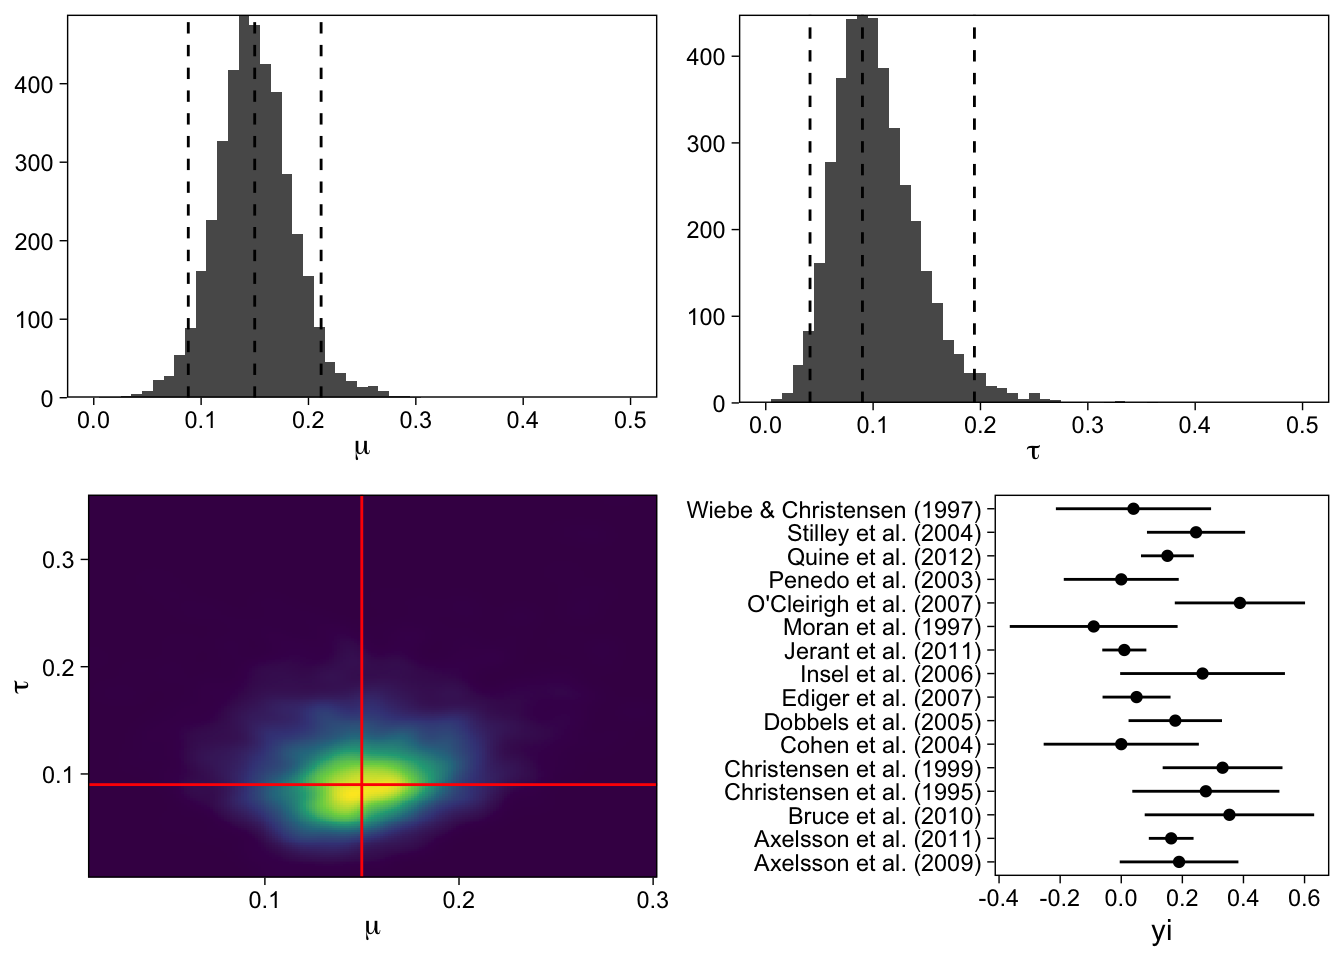 400
300
200
100
0
0.0 0.1 0.2 0.3 0.4 0.5
μ
400
300
200
100
0
0.0 0.1 0.2 0.3 0.4 0.5
τ
τ
0.3
0.2
0.1
0.1 0.2 0.3
μ
Wiebe & Christensen (1997)
Stilley et al. (2004)
Quine et al. (2012)
Penedo et al. (2003)
O'Cleirigh et al. (2007)
Moran et al. (1997)
Jerant et al. (2011)
Insel et al. (2006)
Ediger et al. (2007)
Dobbels et al. (2005)
Cohen et al. (2004)
Christensen et al. (1999)
Christensen et al. (1995)
Bruce et al. (2010)
Axelsson et al. (2011)
Axelsson et al. (2009)
-0.4 -0.2 0.0 0.2 0.4 0.6
yi